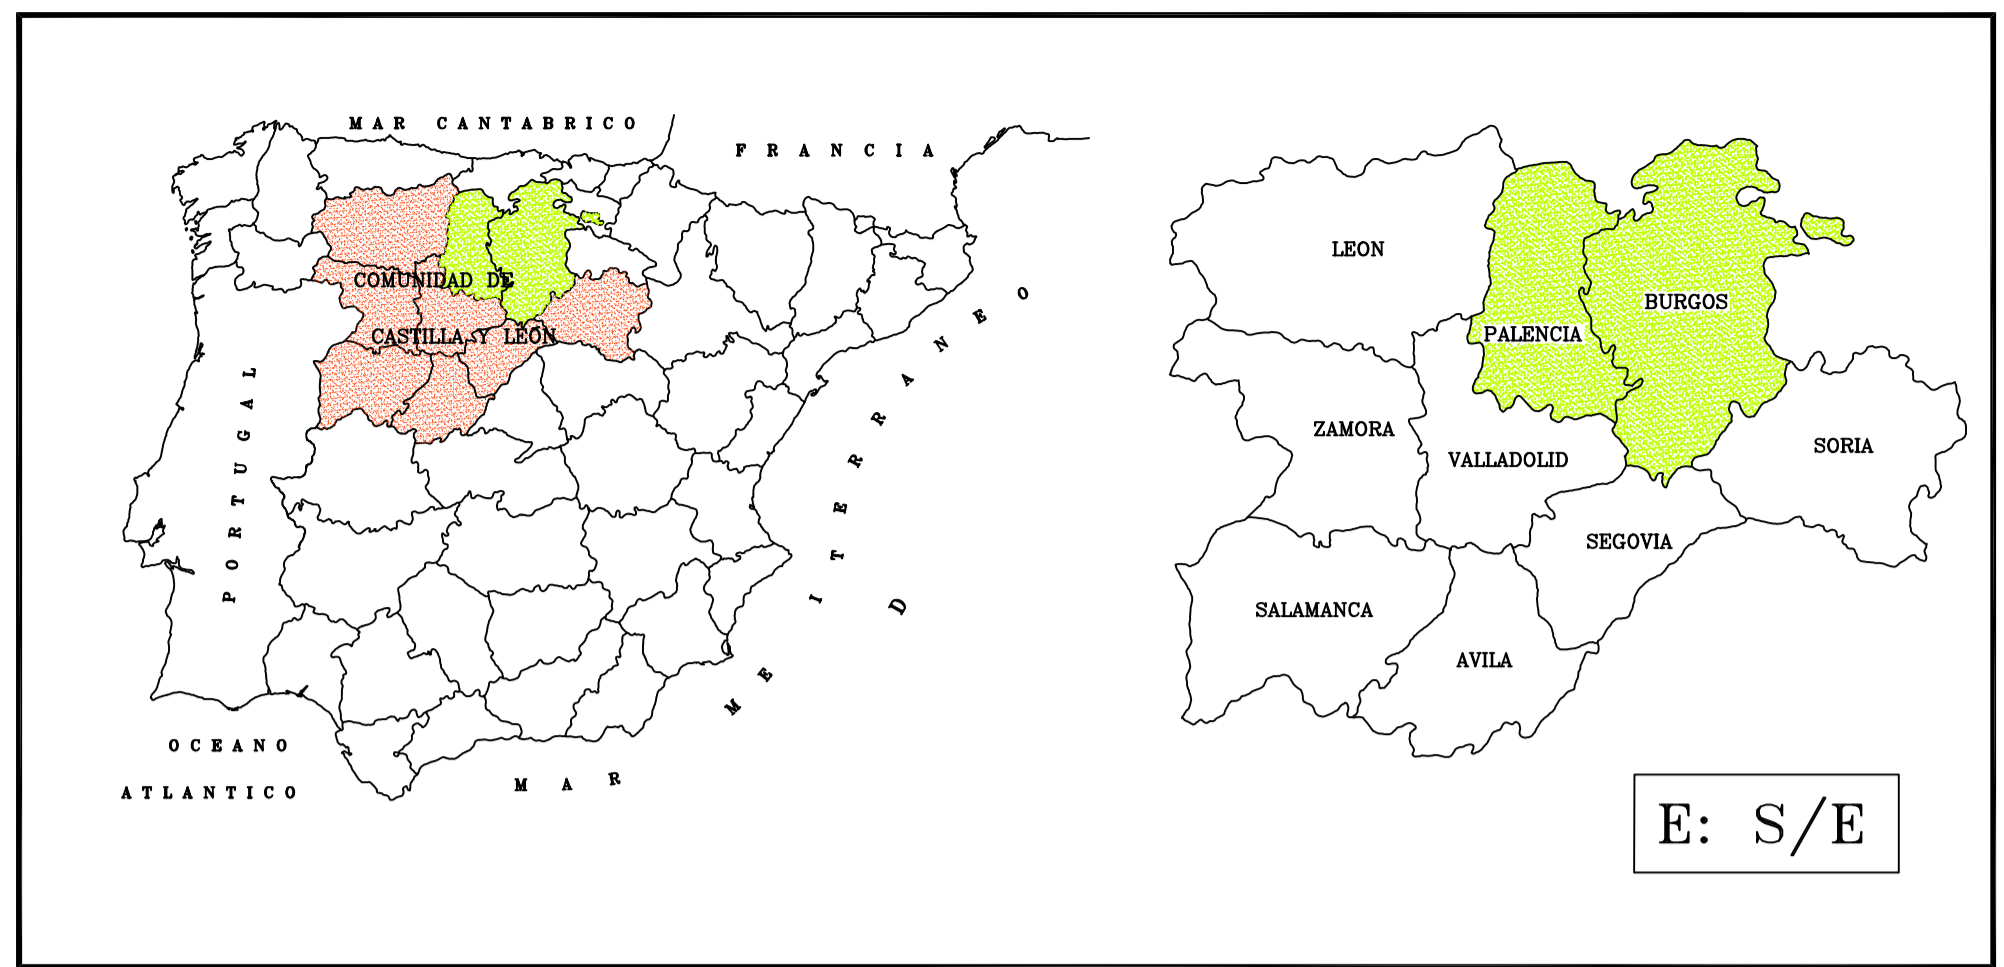 MAR CANTABRICO
FRANCIA
COMUNIDAD DE
CASTILLA Y LEON
PORTUGAL
OCEANO
ATLANTICO
MAR
MEDITERRANEO
LEON
PALENCIA
BURGOS
ZAMORA
VALLADOLID
SORIA
SEGOVIA
SALAMANCA
AVILA
E: S/E